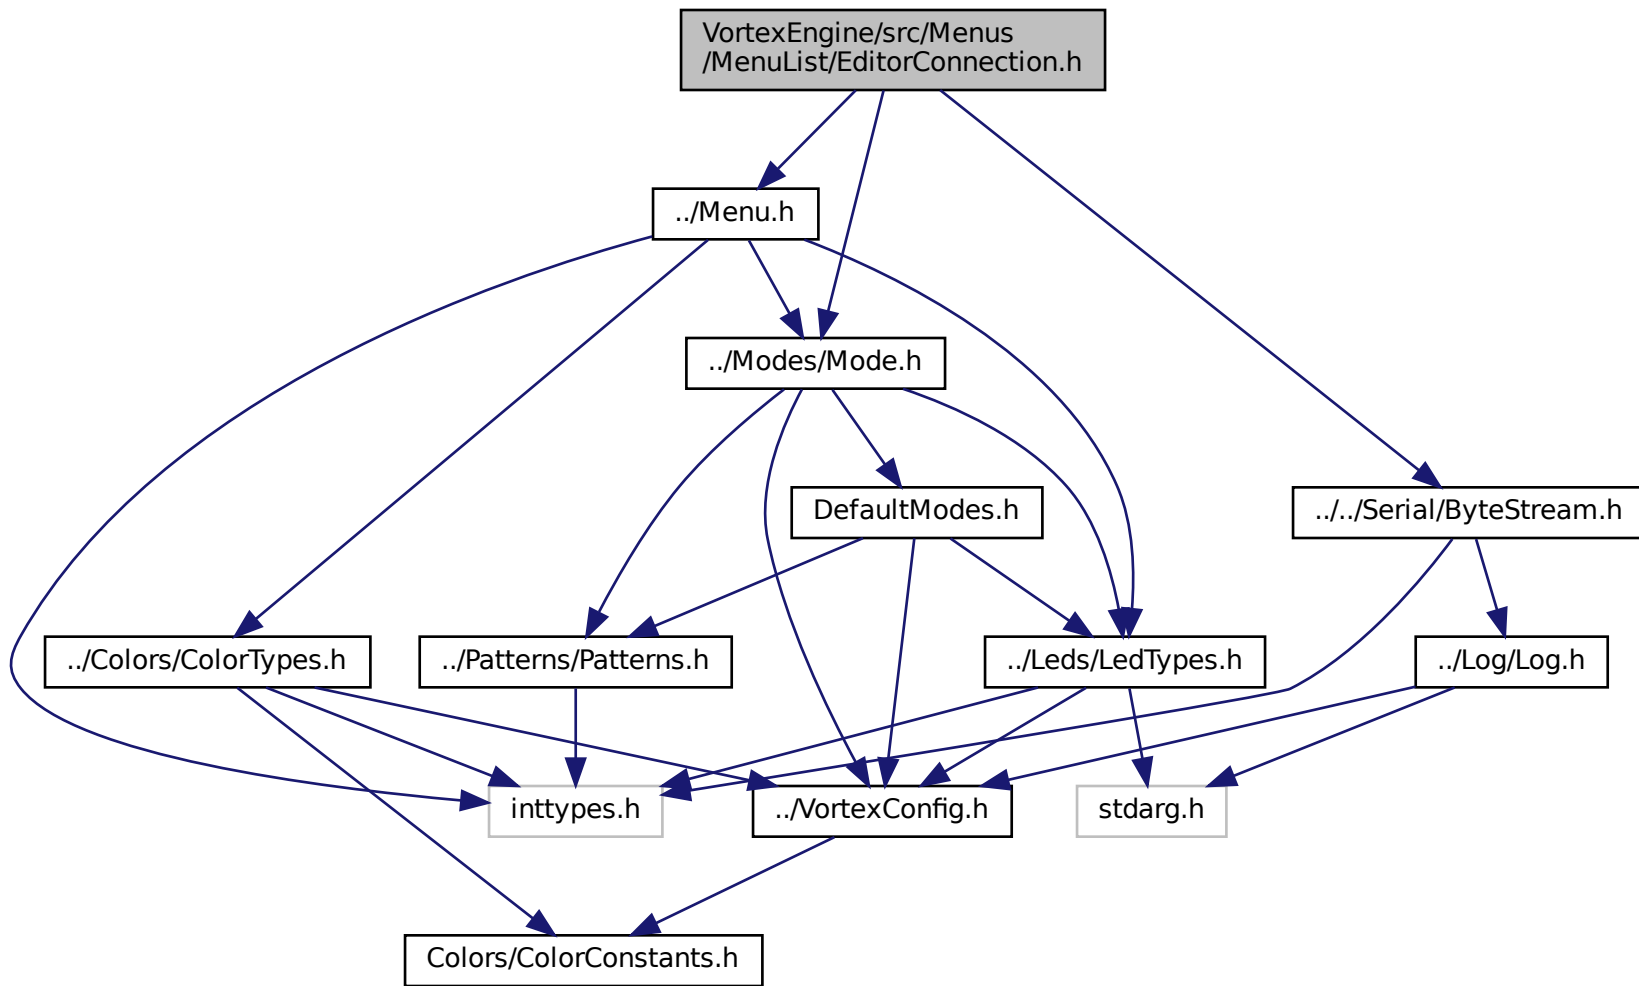 VortexEngine/src/Menus
/MenuList/EditorConnection.h
../Menu.h
../Modes/Mode.h
DefaultModes.h
../../Serial/ByteStream.h
../Colors/ColorTypes.h
../Patterns/Patterns.h
../Leds/LedTypes.h
../Log/Log.h
inttypes.h
../VortexConfig.h
stdarg.h
Colors/ColorConstants.h